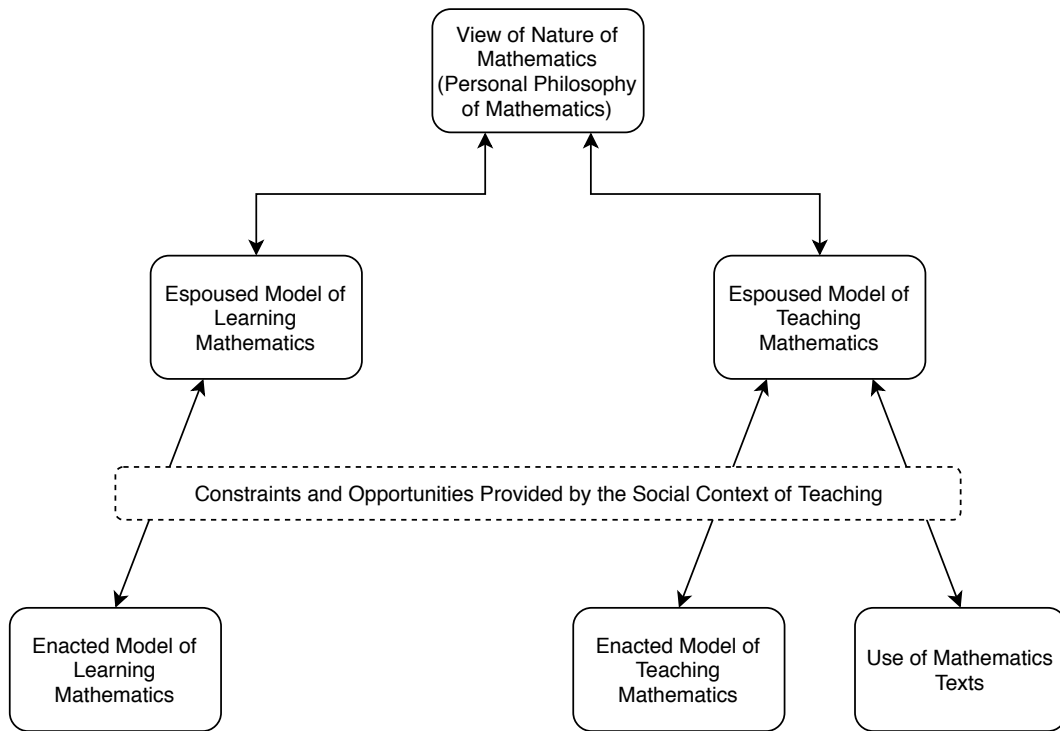 View of Nature of
Mathematics
(Personal Philosophy
of Mathematics)
Espoused Model of
Learning
Mathematics
Espoused Model of
Teaching
Mathematics
Constraints and Opportunities Provided by the Social Context of Teaching
Enacted Model of
Learning
Mathematics
Enacted Model of
Teaching
Mathematics
Use of Mathematics
Texts